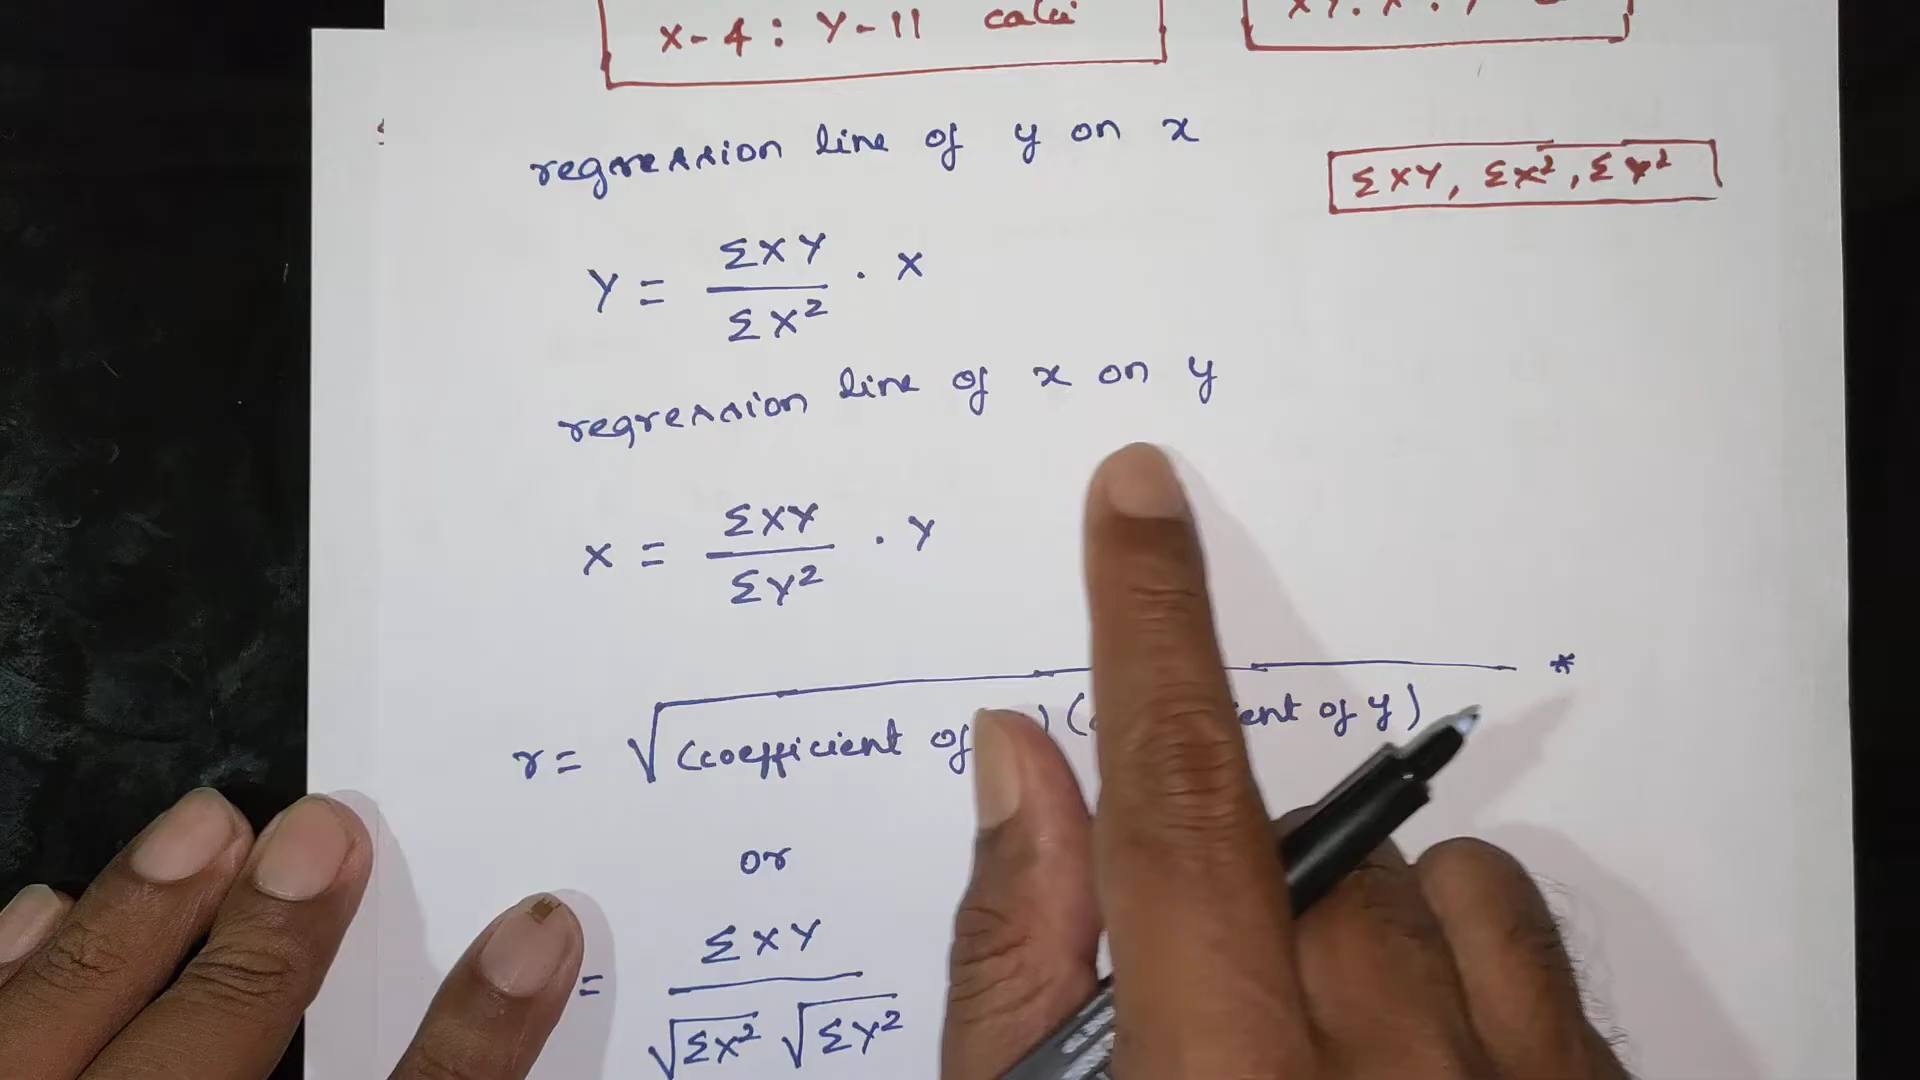 X-4: Y-11 calci
regression line of y on x
ΣXY, ΣX², ΣY²
Y = ΣXY / ΣX² . X
regression line of x on y
X = ΣXY / ΣY² . Y
*
r = √(coefficient of ) ( ent of y)
or
= ΣXY / √ΣX² √ΣY²